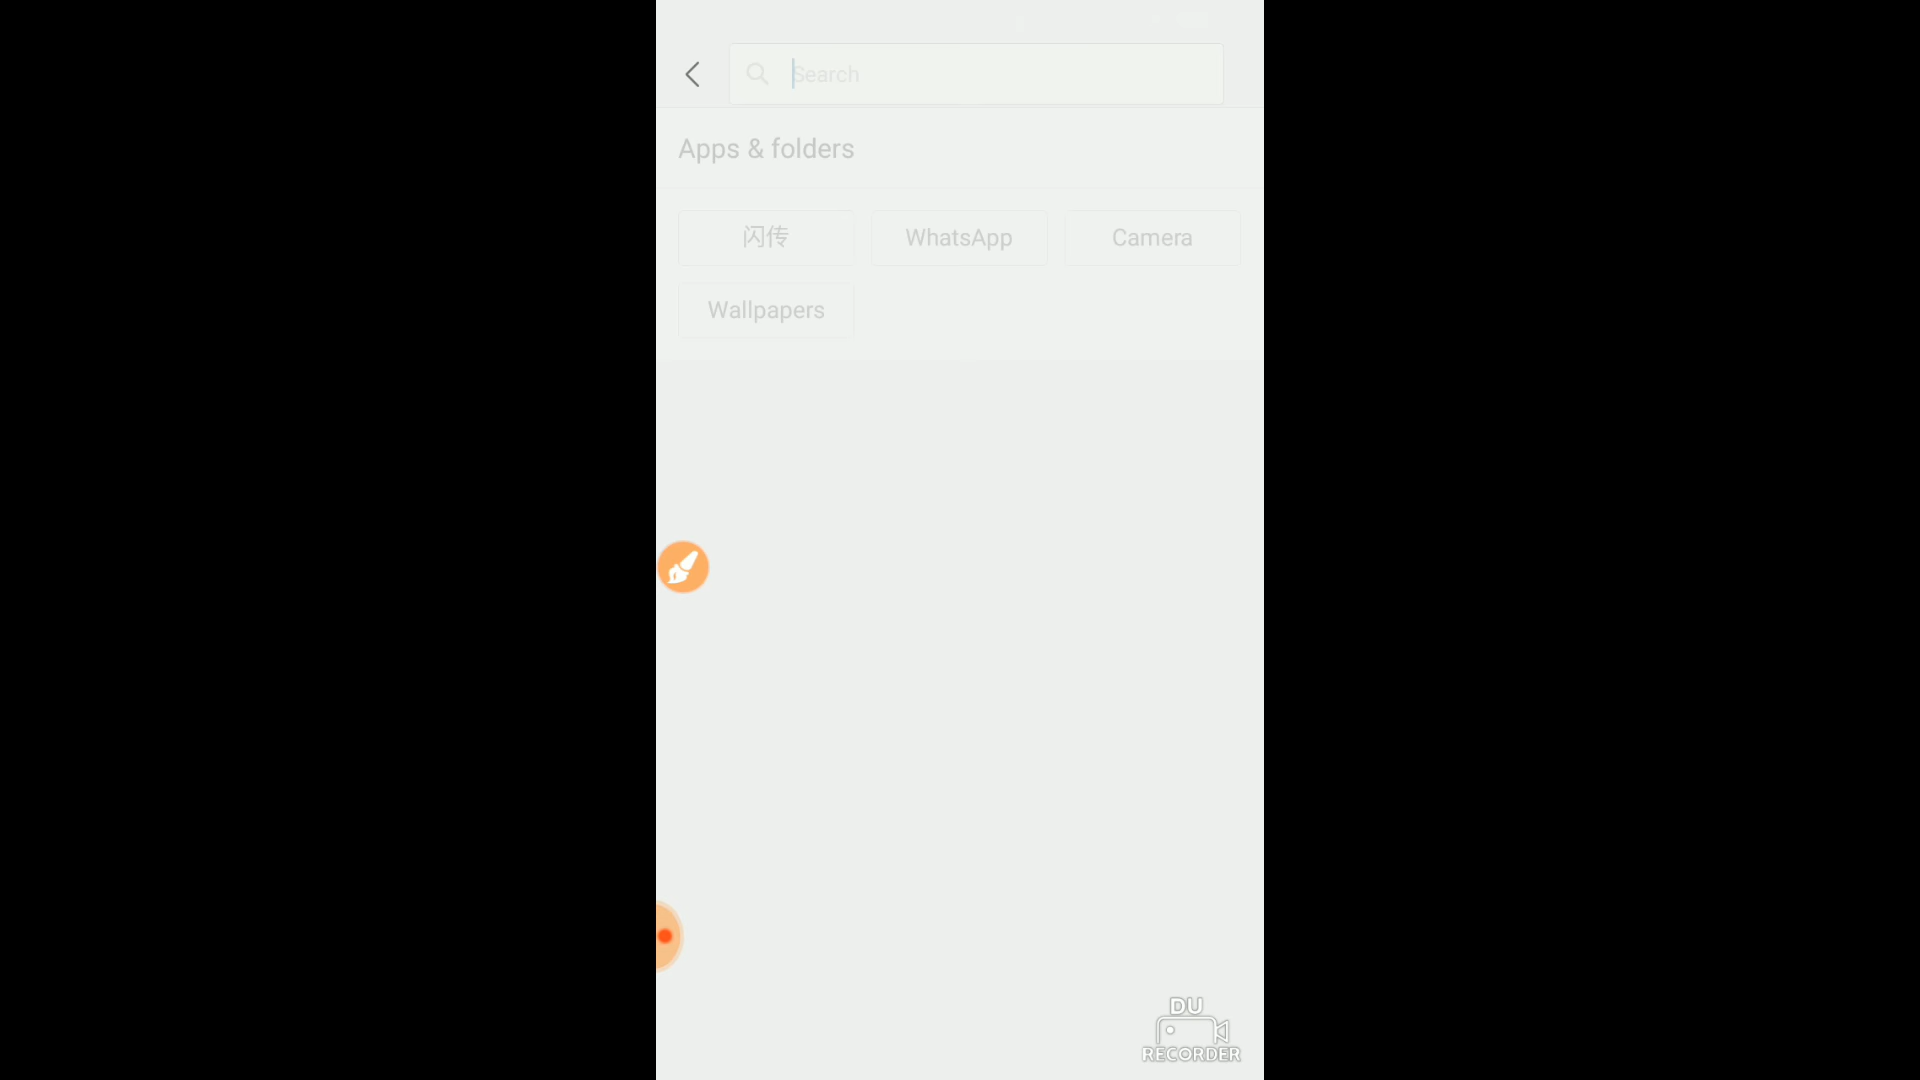 Search
Apps & folders
闪传
WhatsApp
Camera
Wallpapers
DU
RECORDER